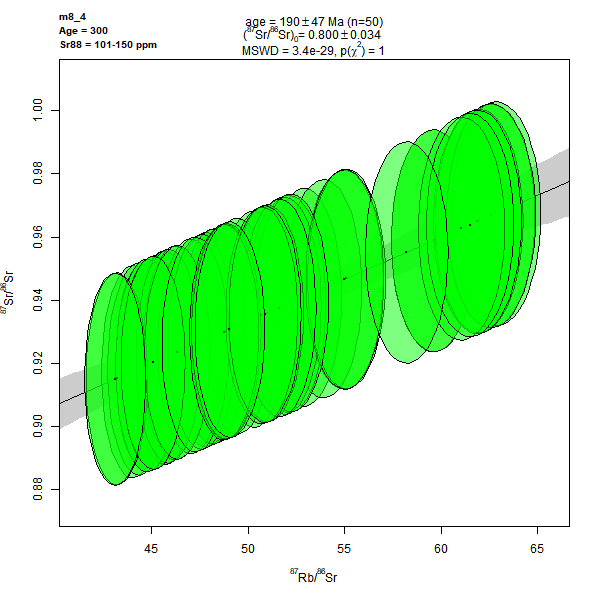 m8_4
Age = 300
Sr88 = 101-150 ppm
age = 190 ± 47 Ma (n=50)
(⁸⁷Sr/⁸⁶Sr)₀= 0.800 ± 0.034
MSWD = 3.4e-29, p(χ²) = 1
1.00
0.98
0.96
0.94
0.92
0.90
0.88
⁸⁷Sr/⁸⁶Sr
45 50 55 60 65
⁸⁷Rb/⁸⁶Sr